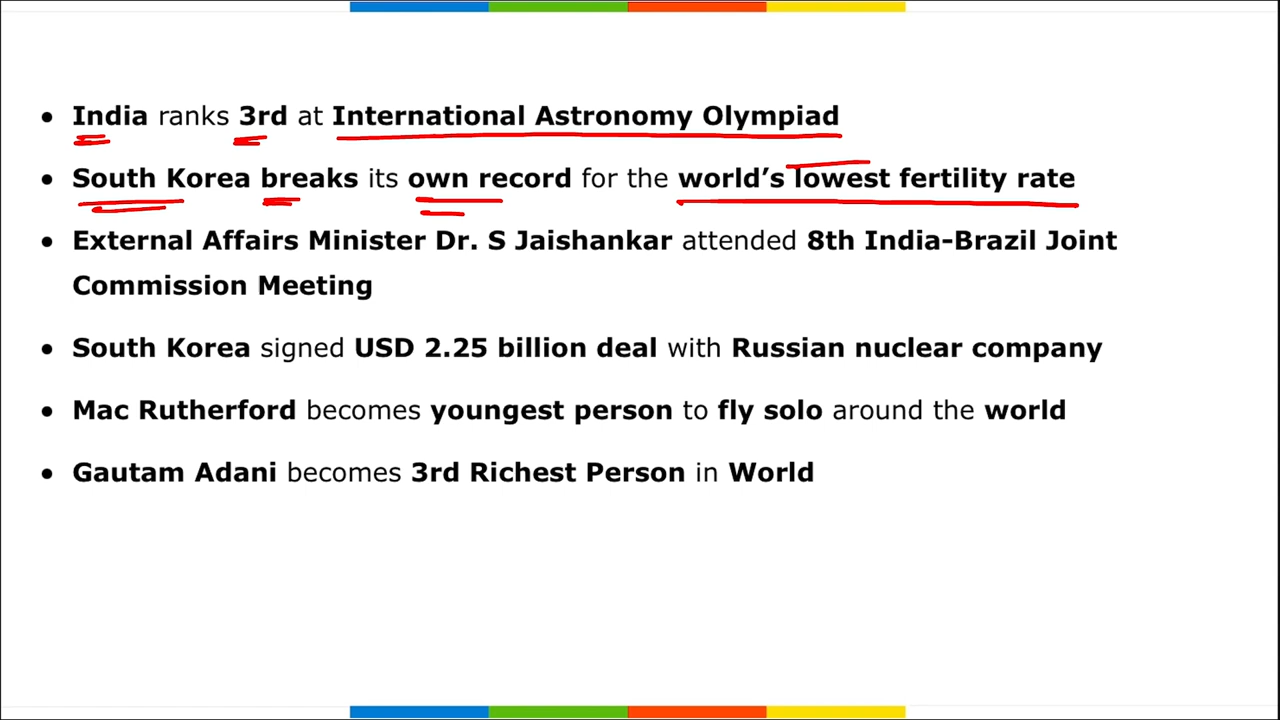 • India ranks 3rd at International Astronomy Olympiad
• South Korea breaks its own record for the world’s lowest fertility rate
• External Affairs Minister Dr. S Jaishankar attended 8th India-Brazil Joint
Commission Meeting
• South Korea signed USD 2.25 billion deal with Russian nuclear company
• Mac Rutherford becomes youngest person to fly solo around the world
• Gautam Adani becomes 3rd Richest Person in World